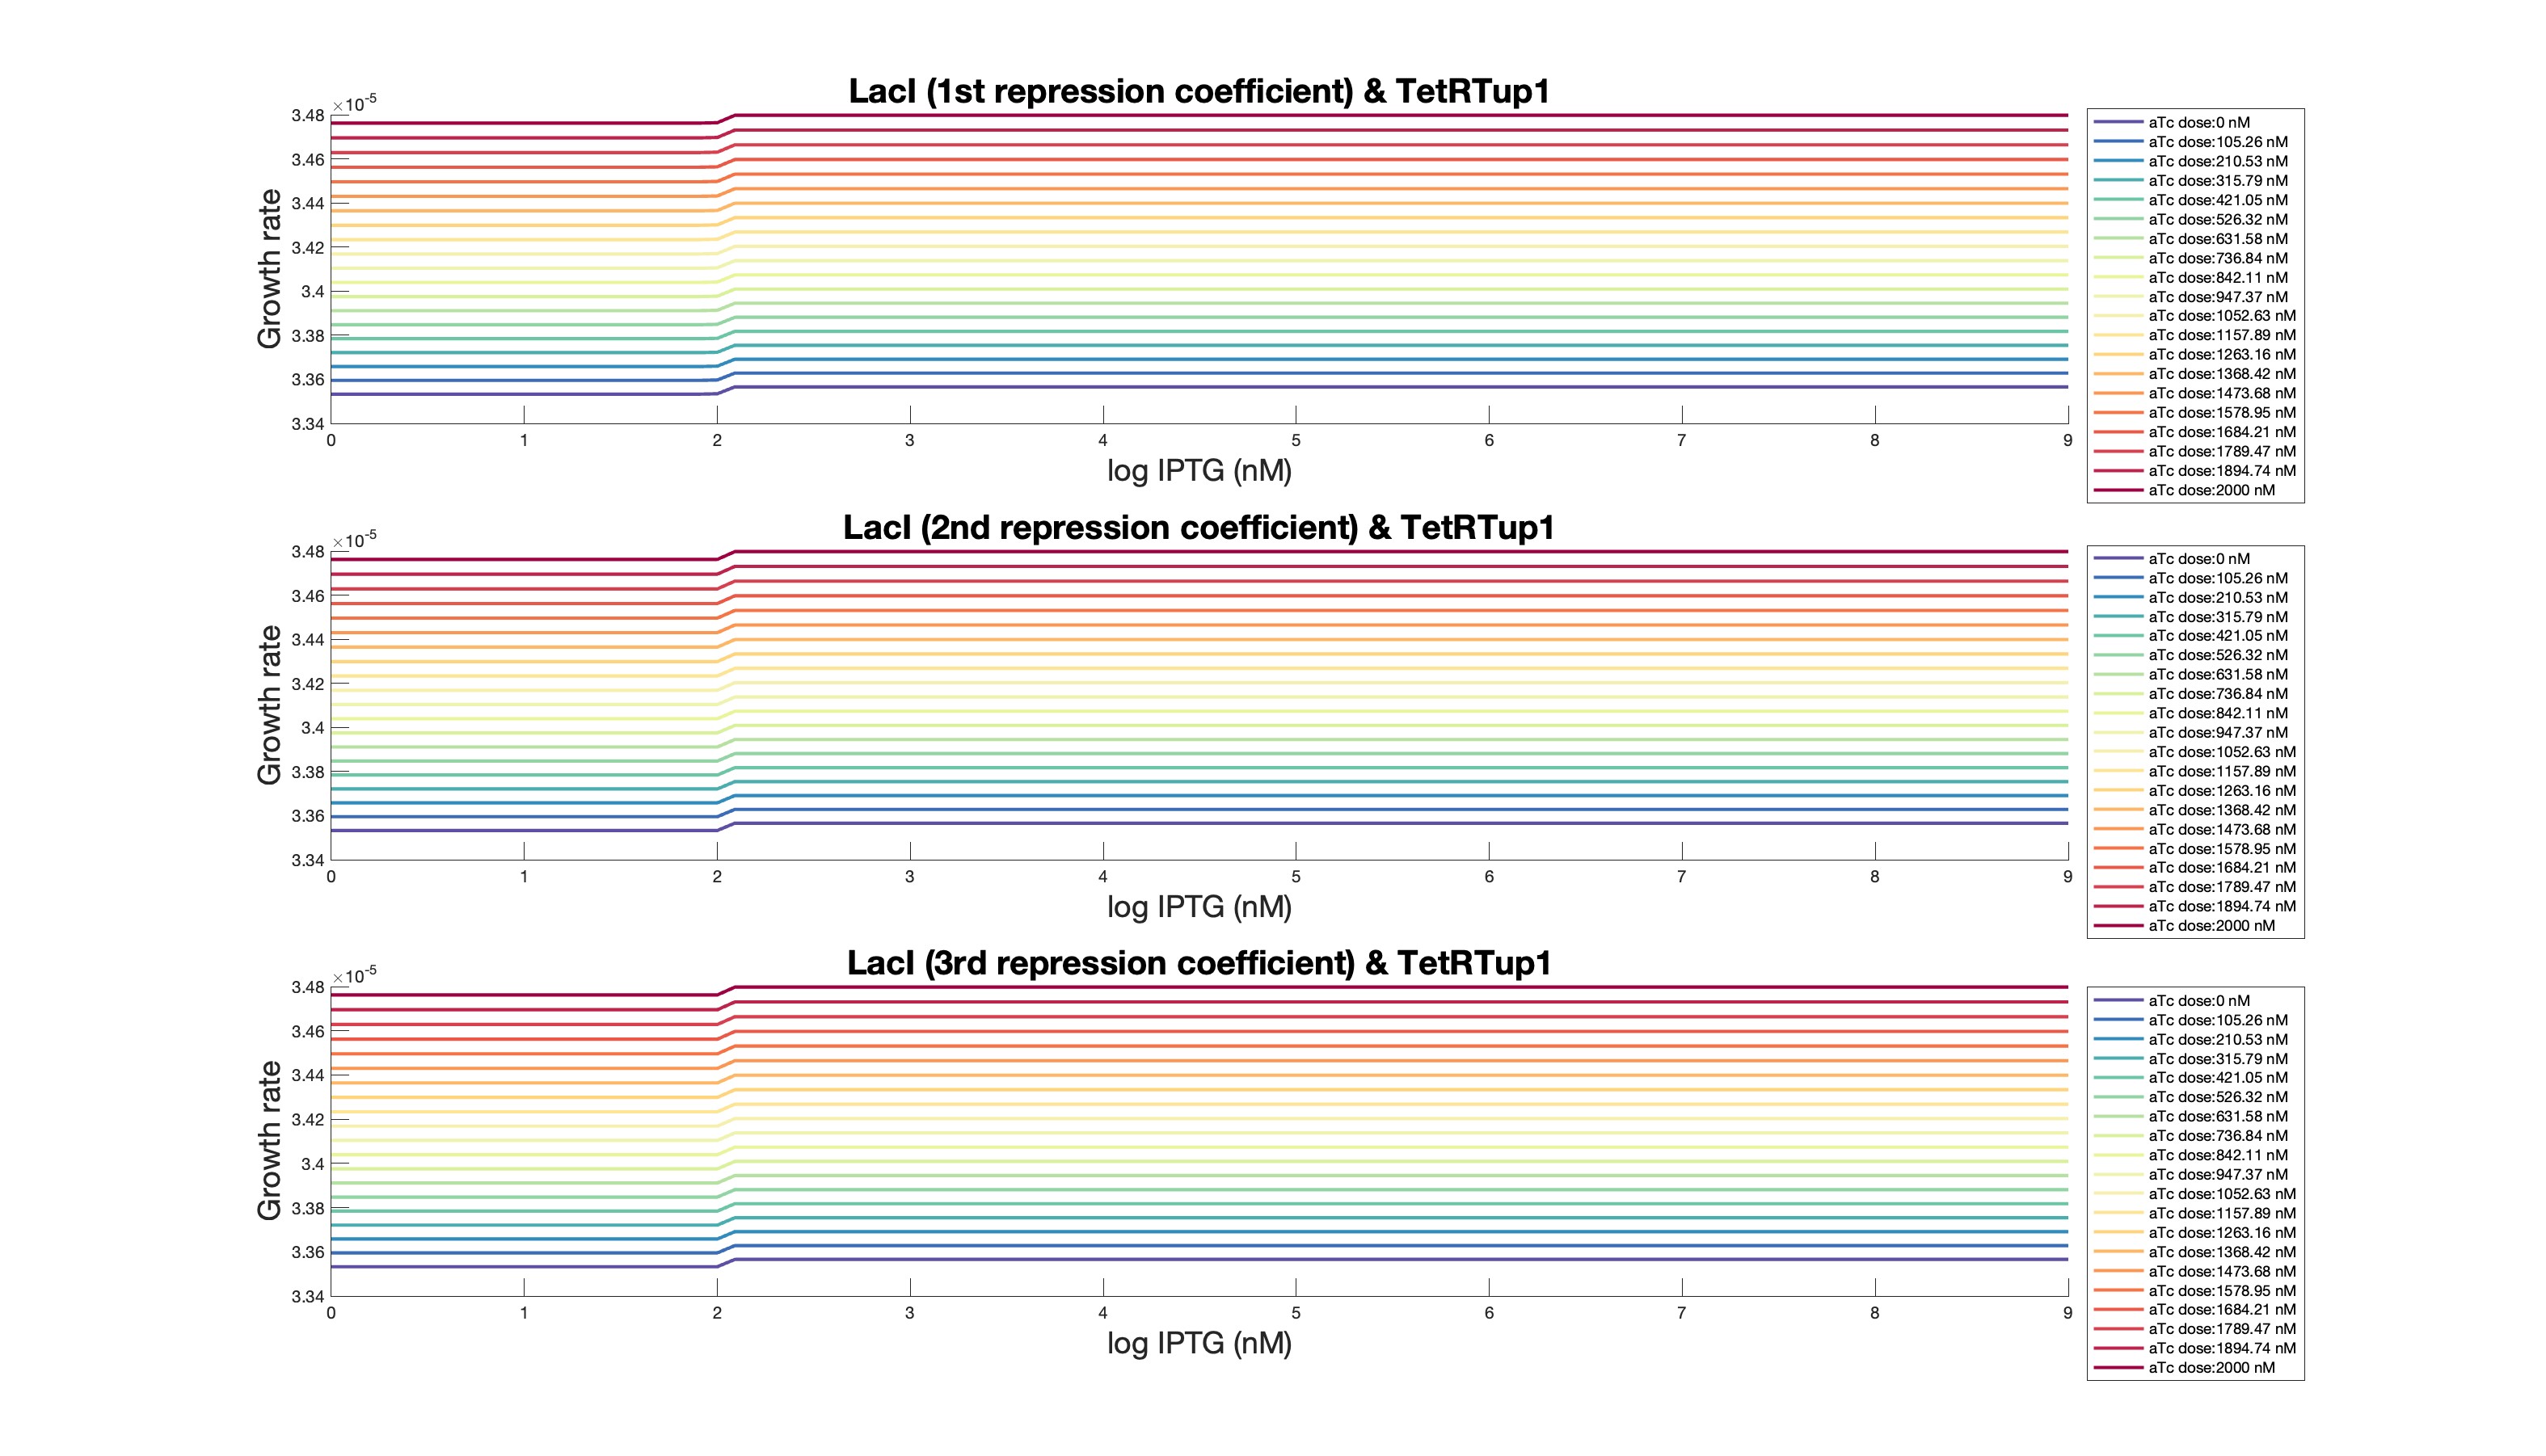 LacI (1st repression coefficient) & TetRTup1
×10-5
3.48
3.46
3.44
3.42
3.4
3.38
3.36
3.34
Growth rate
0 1 2 3 4 5 6 7 8 9
log IPTG (nM)
aTc dose:0 nM
aTc dose:105.26 nM
aTc dose:210.53 nM
aTc dose:315.79 nM
aTc dose:421.05 nM
aTc dose:526.32 nM
aTc dose:631.58 nM
aTc dose:736.84 nM
aTc dose:842.11 nM
aTc dose:947.37 nM
aTc dose:1052.63 nM
aTc dose:1157.89 nM
aTc dose:1263.16 nM
aTc dose:1368.42 nM
aTc dose:1473.68 nM
aTc dose:1578.95 nM
aTc dose:1684.21 nM
aTc dose:1789.47 nM
aTc dose:1894.74 nM
aTc dose:2000 nM
LacI (2nd repression coefficient) & TetRTup1
×10-5
3.48
3.46
3.44
3.42
3.4
3.38
3.36
3.34
Growth rate
0 1 2 3 4 5 6 7 8 9
log IPTG (nM)
aTc dose:0 nM
aTc dose:105.26 nM
aTc dose:210.53 nM
aTc dose:315.79 nM
aTc dose:421.05 nM
aTc dose:526.32 nM
aTc dose:631.58 nM
aTc dose:736.84 nM
aTc dose:842.11 nM
aTc dose:947.37 nM
aTc dose:1052.63 nM
aTc dose:1157.89 nM
aTc dose:1263.16 nM
aTc dose:1368.42 nM
aTc dose:1473.68 nM
aTc dose:1578.95 nM
aTc dose:1684.21 nM
aTc dose:1789.47 nM
aTc dose:1894.74 nM
aTc dose:2000 nM
LacI (3rd repression coefficient) & TetRTup1
×10-5
3.48
3.46
3.44
3.42
3.4
3.38
3.36
3.34
Growth rate
0 1 2 3 4 5 6 7 8 9
log IPTG (nM)
aTc dose:0 nM
aTc dose:105.26 nM
aTc dose:210.53 nM
aTc dose:315.79 nM
aTc dose:421.05 nM
aTc dose:526.32 nM
aTc dose:631.58 nM
aTc dose:736.84 nM
aTc dose:842.11 nM
aTc dose:947.37 nM
aTc dose:1052.63 nM
aTc dose:1157.89 nM
aTc dose:1263.16 nM
aTc dose:1368.42 nM
aTc dose:1473.68 nM
aTc dose:1578.95 nM
aTc dose:1684.21 nM
aTc dose:1789.47 nM
aTc dose:1894.74 nM
aTc dose:2000 nM